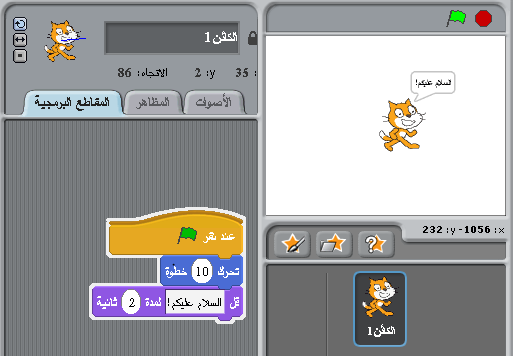 الكائن1
35 y: 2 الاتجاه: 86
الأصوات المظاهر المقاطع البرمجية
السلام عليكم!
عند نقر
تحرك 10 خطوة
قل السلام عليكم! لمدة 2 ثانية
x: -1056 y: 232
الكائن1